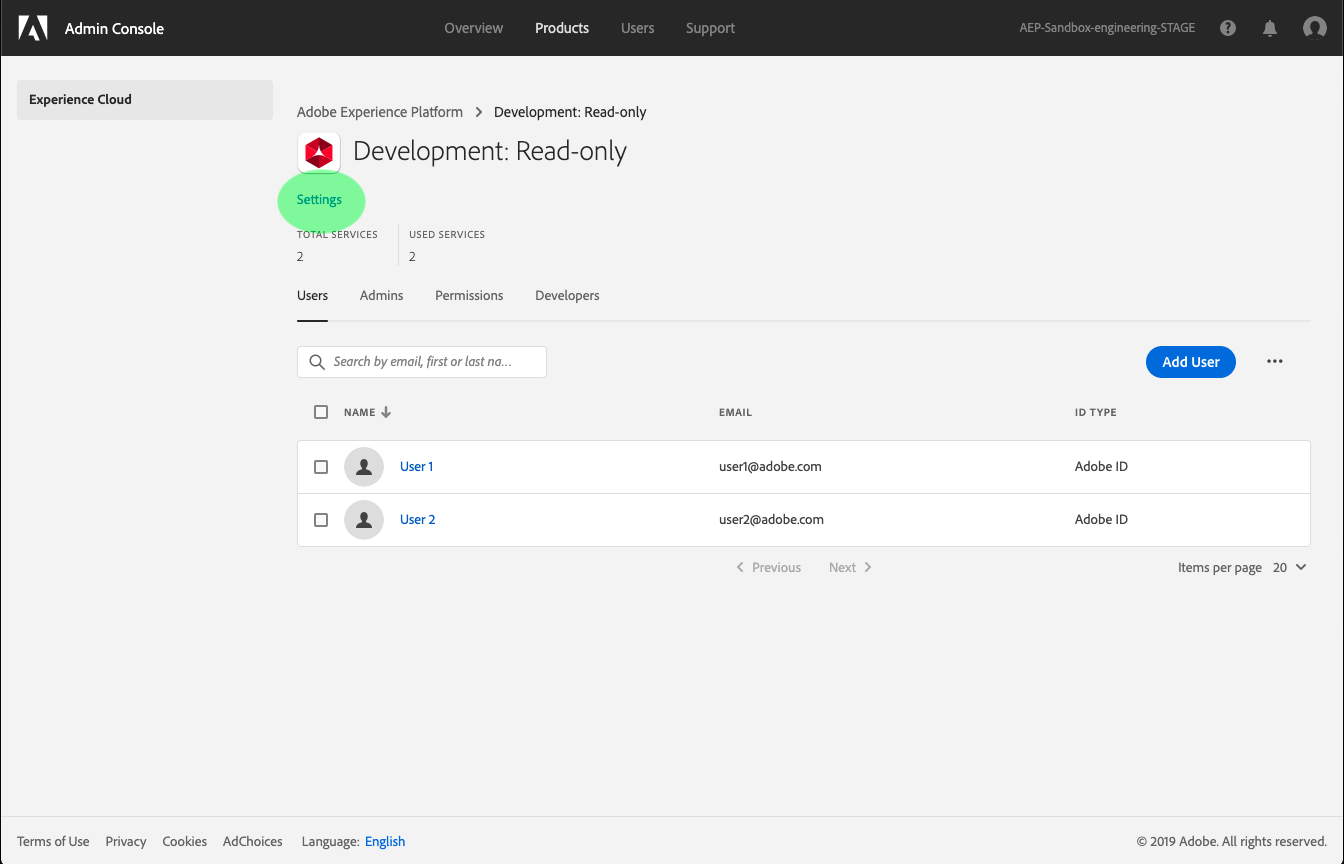 Admin Console
Overview Products Users Support
AEP-Sandbox-engineering-STAGE
Experience Cloud
Adobe Experience Platform > Development: Read-only
Development: Read-only
Settings
TOTAL SERVICES USED SERVICES
2 2
Users Admins Permissions Developers
Search by email, first or last na...
Add User
NAME EMAIL ID TYPE
User 1 user1@adobe.com Adobe ID
User 2 user2@adobe.com Adobe ID
Previous Next
Items per page 20
Terms of Use Privacy Cookies AdChoices Language: English
© 2019 Adobe. All rights reserved.